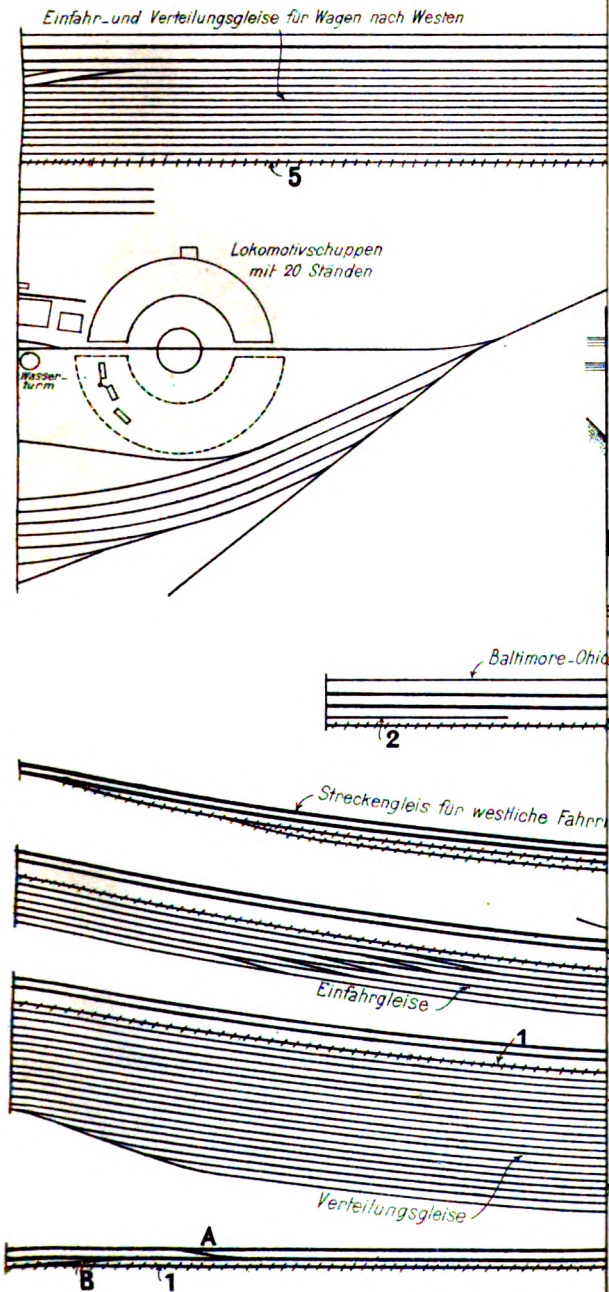 Einfahr- und Verteilungsgleise für Wagen nach Westen
5
Lokomotivschuppen
mit 20 Ständen
Wasser-
turm
Baltimore-Ohio
2
Streckengleis für westliche Fahrr
Einfahrgleise
1
Verteilungsgleise
A
B
1